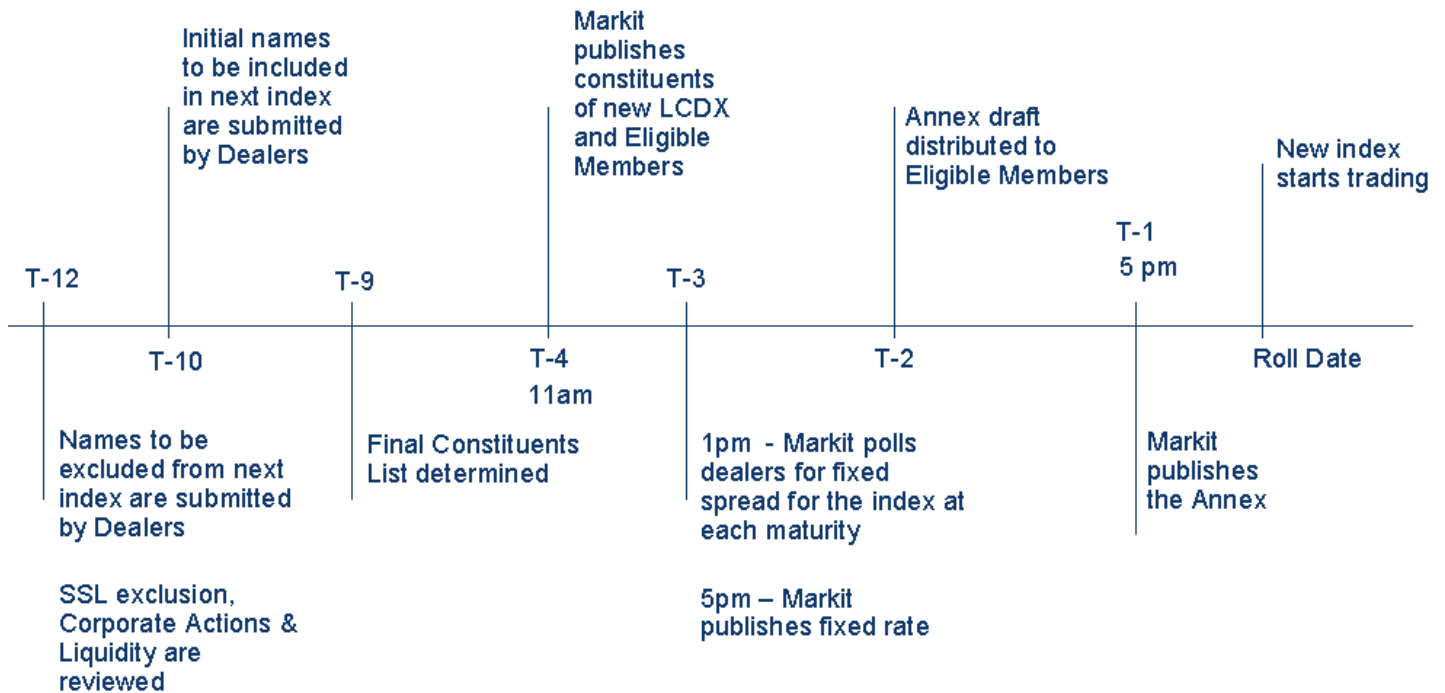 Initial names
to be included
in next index
are submitted
by Dealers
Markit
publishes
constituents
of new LCDX
and Eligible
Members
Annex draft
distributed to
Eligible Members
New index
starts trading
T-12
T-9
T-3
T-1
5 pm
T-10
T-4
11am
T-2
Roll Date
Names to be
excluded from next
index are submitted
by Dealers
SSL exclusion,
Corporate Actions &
Liquidity are
reviewed
Final Constituents
List determined
1pm - Markit polls
dealers for fixed
spread for the index at
each maturity
5pm – Markit
publishes fixed rate
Markit
publishes
the Annex